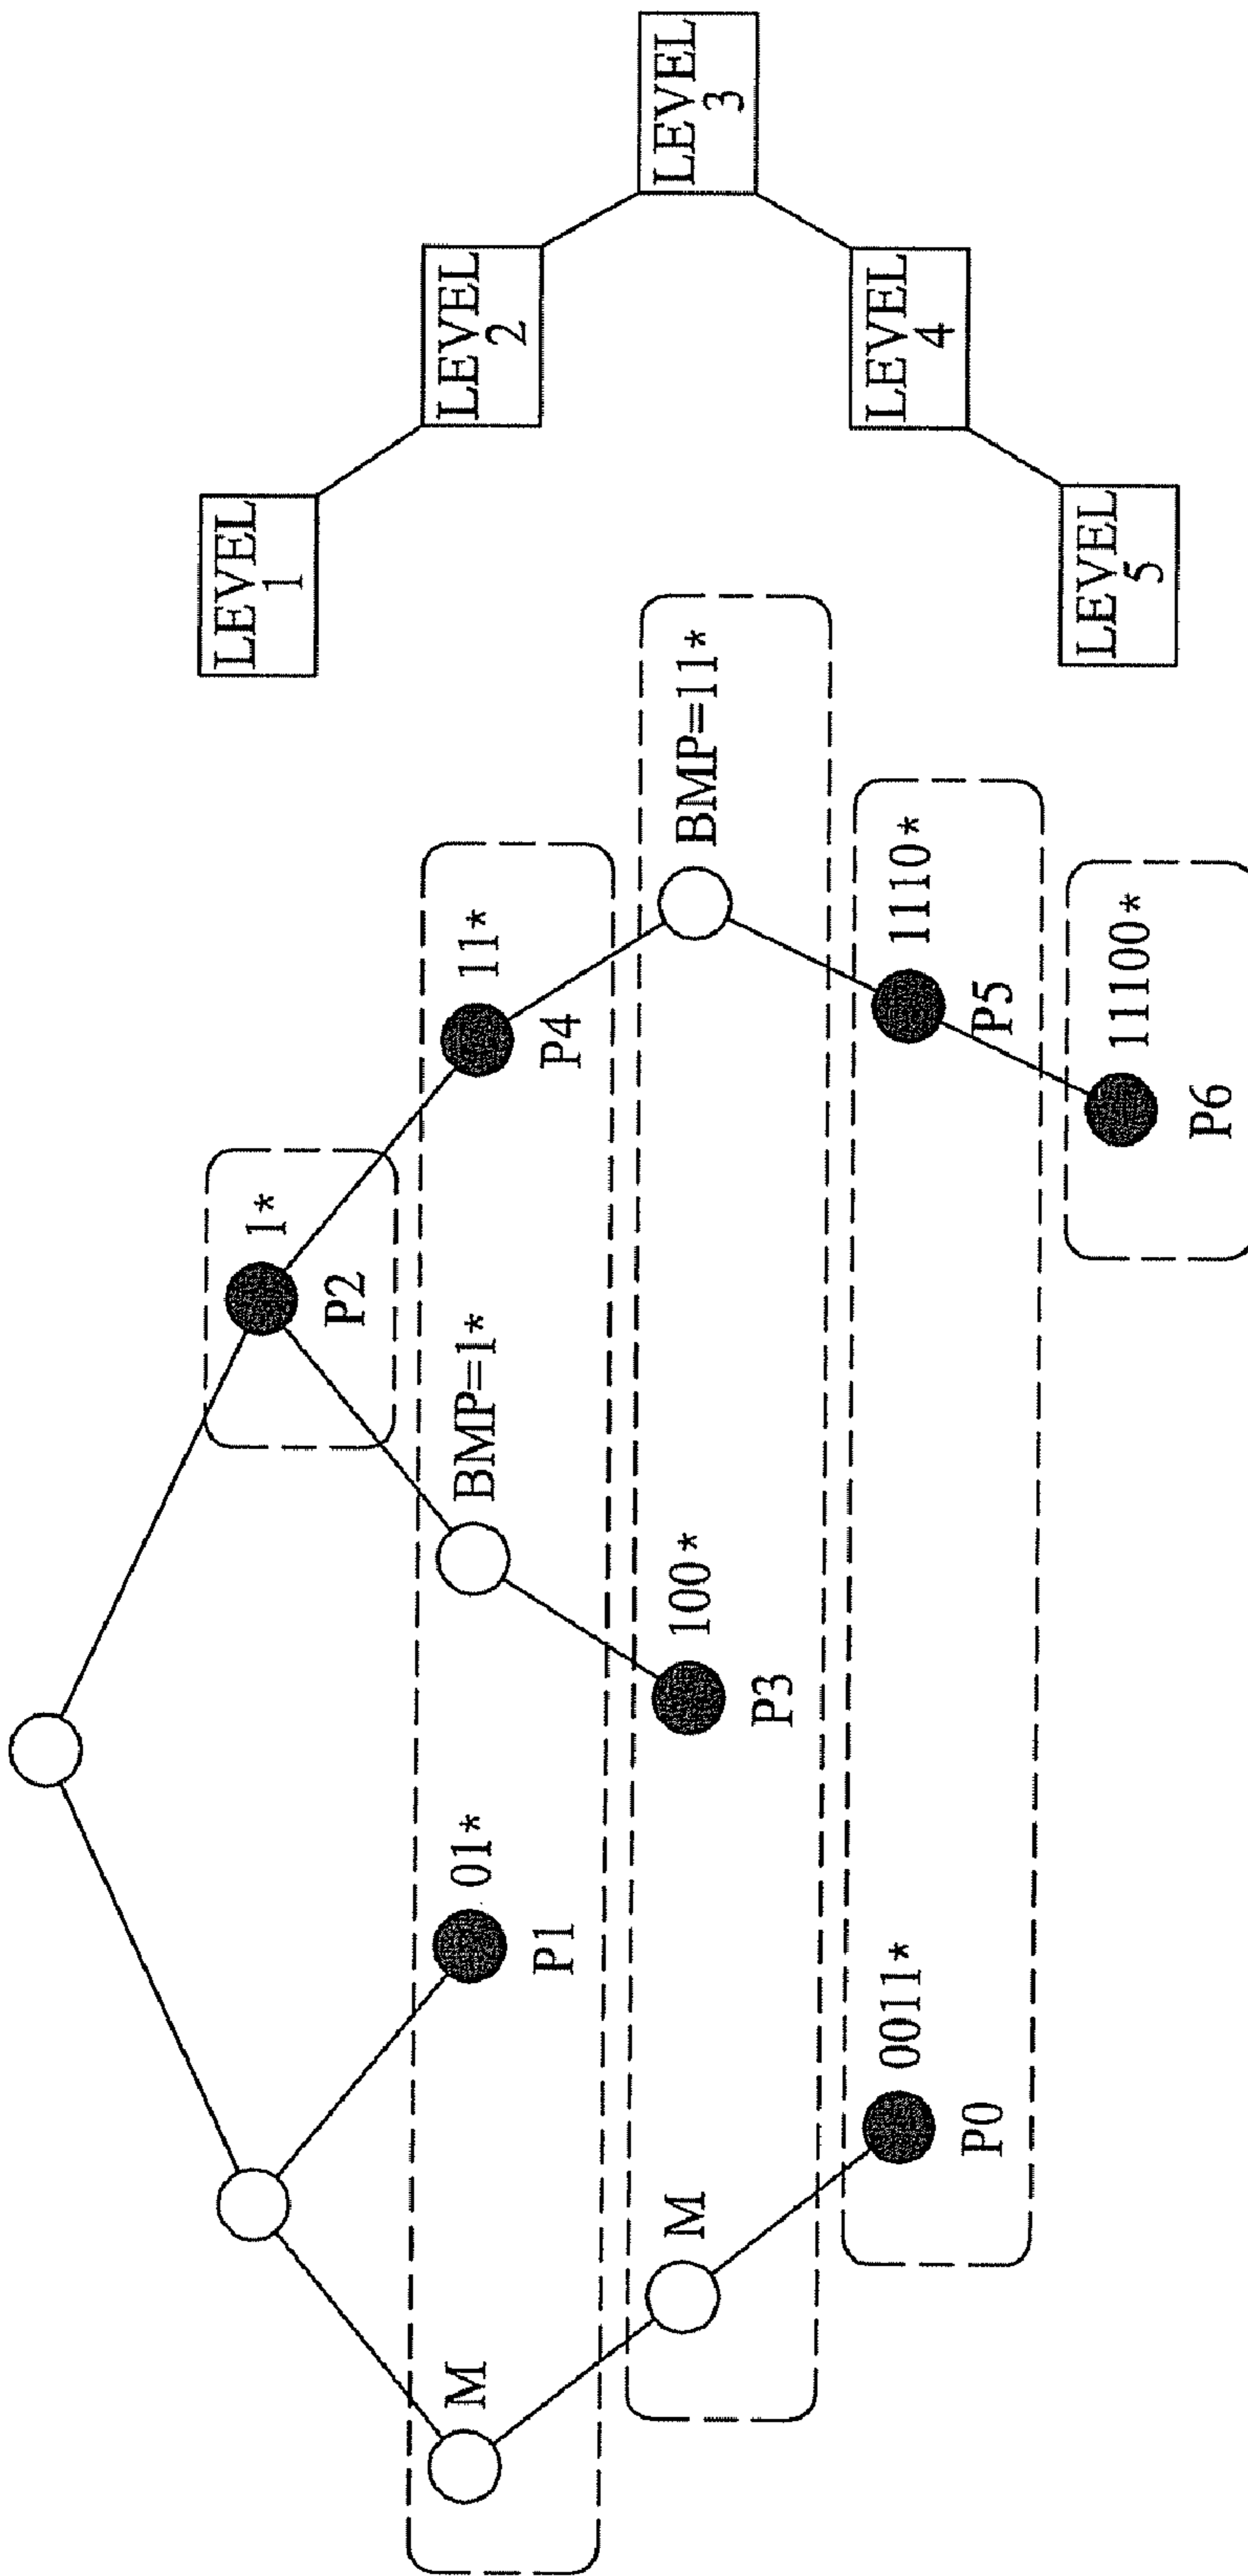 1*
P2
M
01*
P1
BMP=1*
11*
P4
M
100*
P3
BMP=11*
0011*
P0
1110*
P5
11100*
P6
LEVEL
1
LEVEL
2
LEVEL
3
LEVEL
4
LEVEL
5